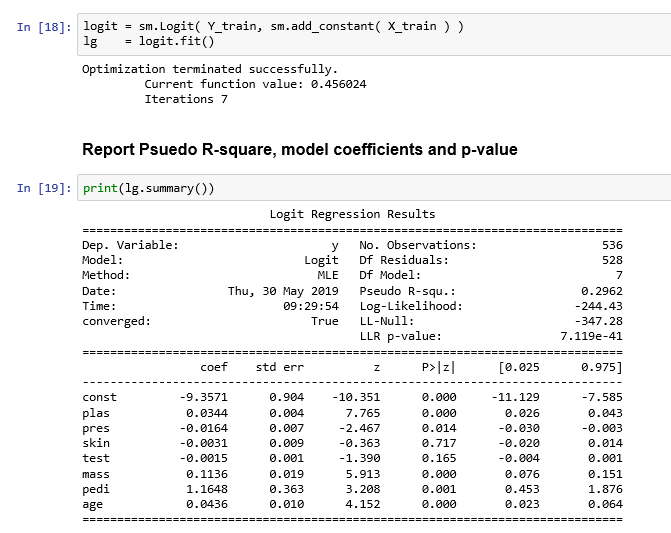 In [18]: logit = sm.Logit( Y_train, sm.add_constant( X_train ) )
lg    = logit.fit()
Optimization terminated successfully.
         Current function value: 0.456024
         Iterations 7
Report Psuedo R-square, model coefficients and p-value
In [19]: print(lg.summary())
                           Logit Regression Results
==============================================================================
Dep. Variable:                      y   No. Observations:                  536
Model:                          Logit   Df Residuals:                      528
Method:                           MLE   Df Model:                            7
Date:                Thu, 30 May 2019   Pseudo R-squ.:                  0.2962
Time:                        09:29:54   Log-Likelihood:                -244.43
converged:                       True   LL-Null:                       -347.28
                                        LLR p-value:                 7.119e-41
==============================================================================
                 coef    std err          z      P>|z|      [0.025      0.975]
------------------------------------------------------------------------------
const         -9.3571      0.904    -10.351      0.000     -11.129      -7.585
plas           0.0344      0.004      7.765      0.000       0.026       0.043
pres          -0.0164      0.007     -2.467      0.014      -0.030      -0.003
skin          -0.0031      0.009     -0.363      0.717      -0.020       0.014
test          -0.0015      0.001     -1.390      0.165      -0.004       0.001
mass           0.1136      0.019      5.913      0.000       0.076       0.151
pedi           1.1648      0.363      3.208      0.001       0.453       1.876
age            0.0436      0.010      4.152      0.000       0.023       0.064
==============================================================================